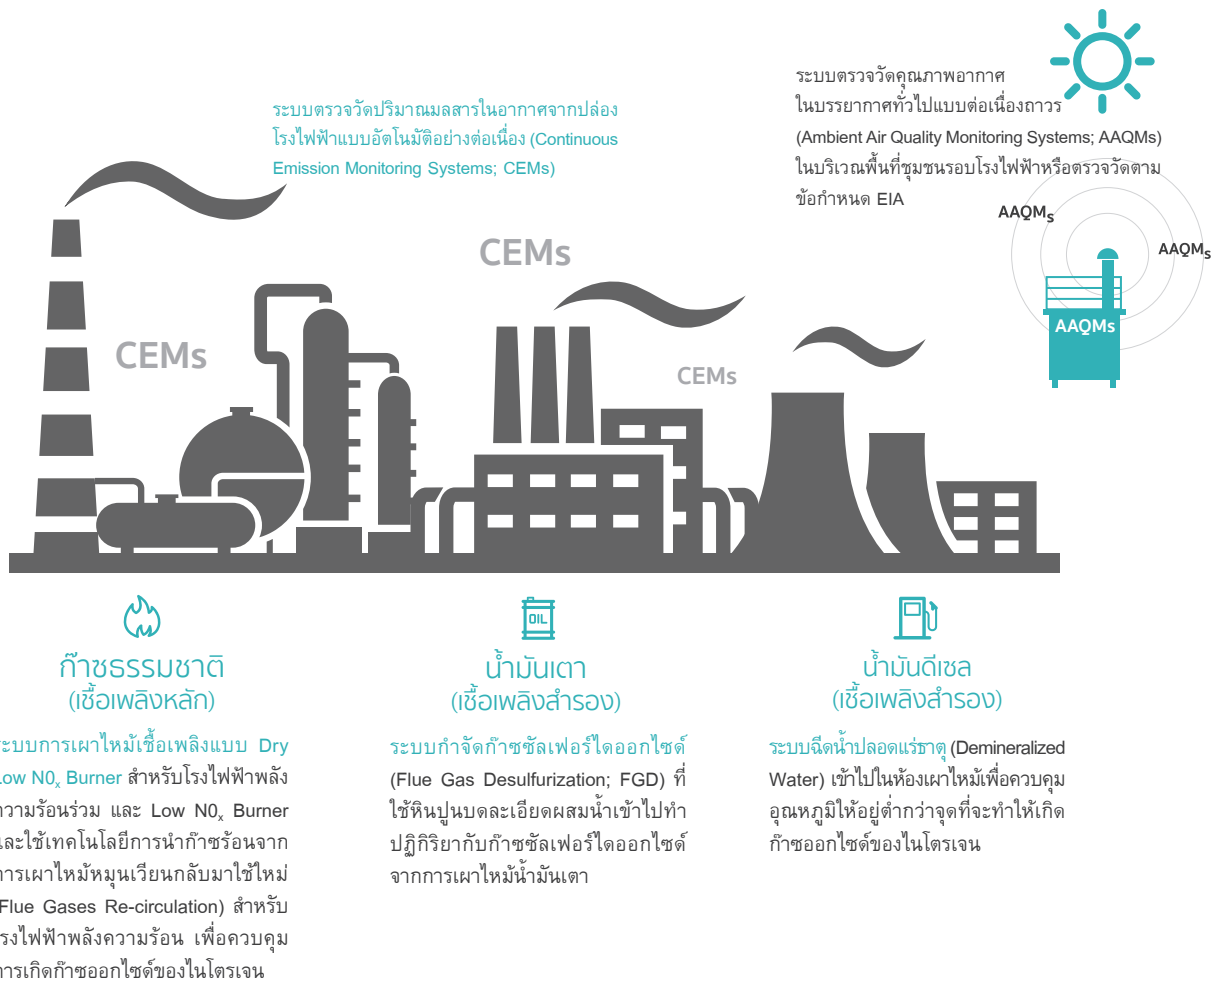 ระบบตรวจวัดคุณภาพอากาศ
ในบรรยากาศทั่วไปแบบต่อเนื่องถาวร
(Ambient Air Quality Monitoring Systems; AAQMs)
ในบริเวณพื้นที่ชุมชนรอบโรงไฟฟ้าหรือตรวจวัดตาม
ข้อกำหนด EIA
ระบบตรวจวัดปริมาณมลสารในอากาศจากปล่อง
โรงไฟฟ้าแบบอัตโนมัติอย่างต่อเนื่อง (Continuous
Emission Monitoring Systems; CEMs)
AAQMs
AAQMs
AAQMs
CEMs
CEMs
CEMs
ก๊าซธรรมชาติ
(เชื้อเพลิงหลัก)
ระบบการเผาไหม้เชื้อเพลิงแบบ Dry
Low N0x Burner สำหรับโรงไฟฟ้าพลัง
ความร้อนร่วม และ Low N0x Burner
และใช้เทคโนโลยีการนำก๊าซร้อนจาก
การเผาไหม้หมุนเวียนกลับมาใช้ใหม่
(Flue Gases Re-circulation) สำหรับ
โรงไฟฟ้าพลังความร้อน เพื่อควบคุม
การเกิดก๊าซออกไซด์ของไนโตรเจน
OIL
น้ำมันเตา
(เชื้อเพลิงสำรอง)
ระบบกำจัดก๊าซซัลเฟอร์ไดออกไซด์
(Flue Gas Desulfurization; FGD) ที่
ใช้หินปูนบดละเอียดผสมน้ำเข้าไปทำ
ปฏิกิริยากับก๊าซซัลเฟอร์ไดออกไซด์
จากการเผาไหม้น้ำมันเตา
น้ำมันดีเซล
(เชื้อเพลิงสำรอง)
ระบบฉีดน้ำปลอดแร่ธาตุ (Demineralized
Water) เข้าไปในห้องเผาไหม้เพื่อควบคุม
อุณหภูมิให้อยู่ต่ำกว่าจุดที่จะทำให้เกิด
ก๊าซออกไซด์ของไนโตรเจน